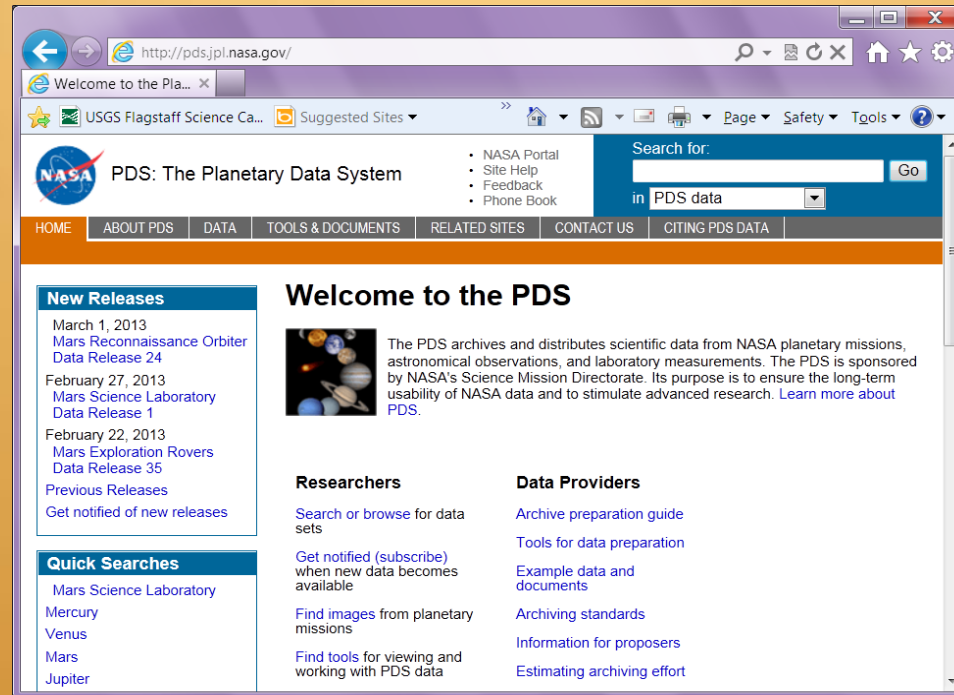 http://pds.jpl.nasa.gov/
Welcome to the Pla...
USGS Flagstaff Science Ca...
Suggested Sites
Page
Safety
Tools
NASA
PDS: The Planetary Data System
• NASA Portal
• Site Help
• Feedback
• Phone Book
Search for:
Go
in PDS data
HOME
ABOUT PDS
DATA
TOOLS & DOCUMENTS
RELATED SITES
CONTACT US
CITING PDS DATA
New Releases
March 1, 2013
Mars Reconnaissance Orbiter
Data Release 24
February 27, 2013
Mars Science Laboratory
Data Release 1
February 22, 2013
Mars Exploration Rovers
Data Release 35
Previous Releases
Get notified of new releases
Quick Searches
Mars Science Laboratory
Mercury
Venus
Mars
Jupiter
Welcome to the PDS
The PDS archives and distributes scientific data from NASA planetary missions,
astronomical observations, and laboratory measurements. The PDS is sponsored
by NASA's Science Mission Directorate. Its purpose is to ensure the long-term
usability of NASA data and to stimulate advanced research. Learn more about
PDS.
Researchers
Search or browse for data
sets
Get notified (subscribe)
when new data becomes
available
Find images from planetary
missions
Find tools for viewing and
working with PDS data
Data Providers
Archive preparation guide
Tools for data preparation
Example data and
documents
Archiving standards
Information for proposers
Estimating archiving effort